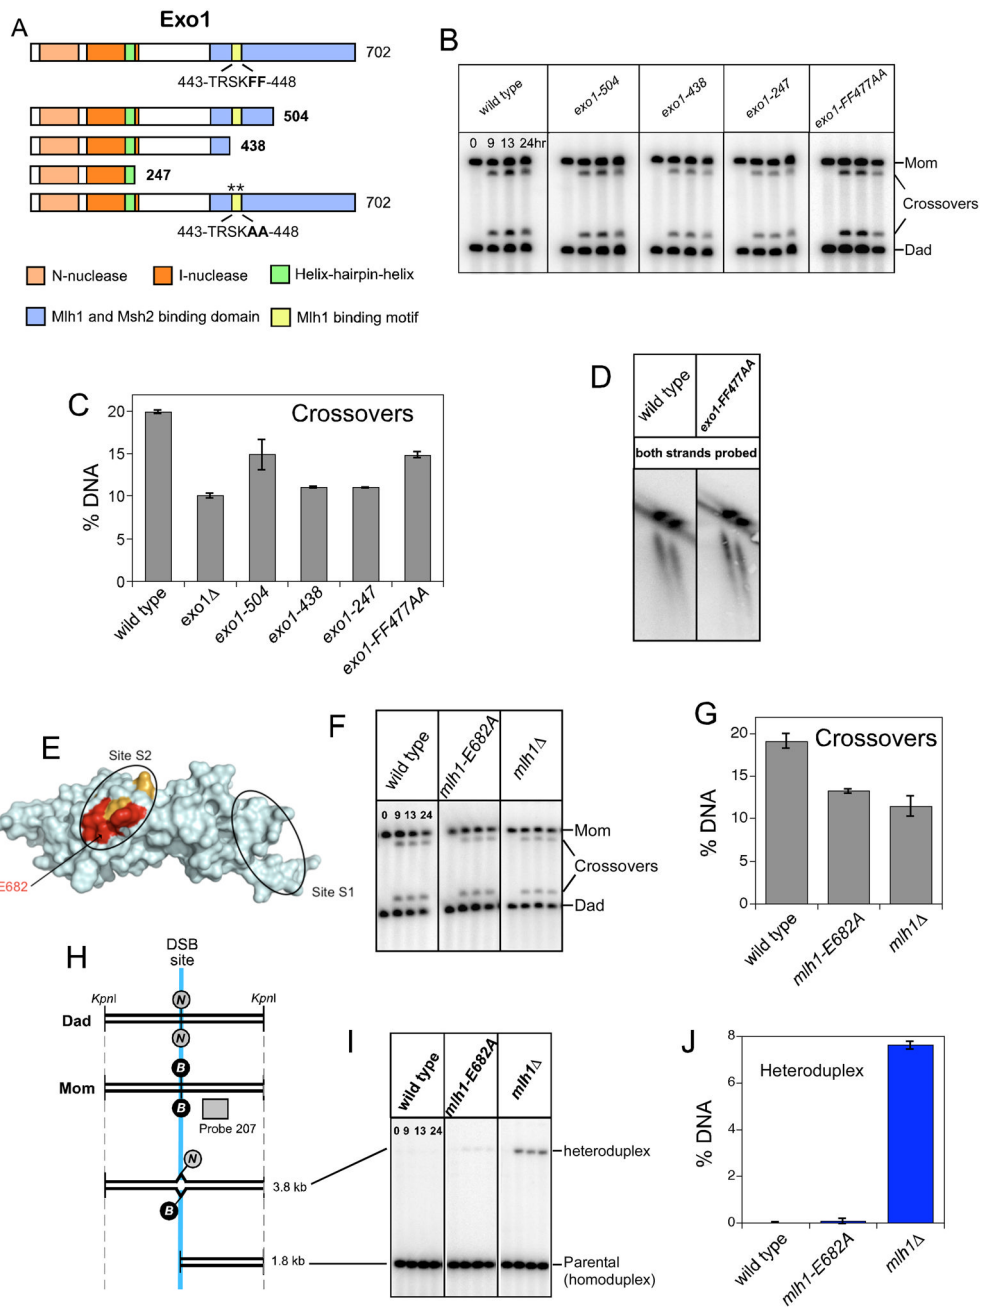 A
Exo1
702
443-TRSKFF-448
504
438
247
**
702
443-TRSKAA-448
N-nuclease
I-nuclease
Helix-hairpin-helix
Mlh1 and Msh2 binding domain
Mlh1 binding motif
B
wild type
exo1-504
exo1-438
exo1-247
exo1-FF477AA
0 9 13 24hr
Mom
Crossovers
Dad
C
Crossovers
% DNA
20
15
10
5
0
wild type
exo1Δ
exo1-504
exo1-438
exo1-247
exo1-FF477AA
D
wild type
exo1-FF477AA
both strands probed
E
Site S2
E682
Site S1
F
wild type
mlh1-E682A
mlh1Δ
0 9 13 24
Mom
Crossovers
Dad
G
Crossovers
% DNA
20
15
10
5
0
wild type
mlh1-E682A
mlh1Δ
H
DSB
site
KpnI
KpnI
N
Dad
N
B
Mom
B
Probe 207
N
3.8 kb
B
1.8 kb
I
wild type
mlh1-E682A
mlh1Δ
0 9 13 24
heteroduplex
Parental
(homoduplex)
J
Heteroduplex
% DNA
8
6
4
2
0
wild type
mlh1-E682A
mlh1Δ